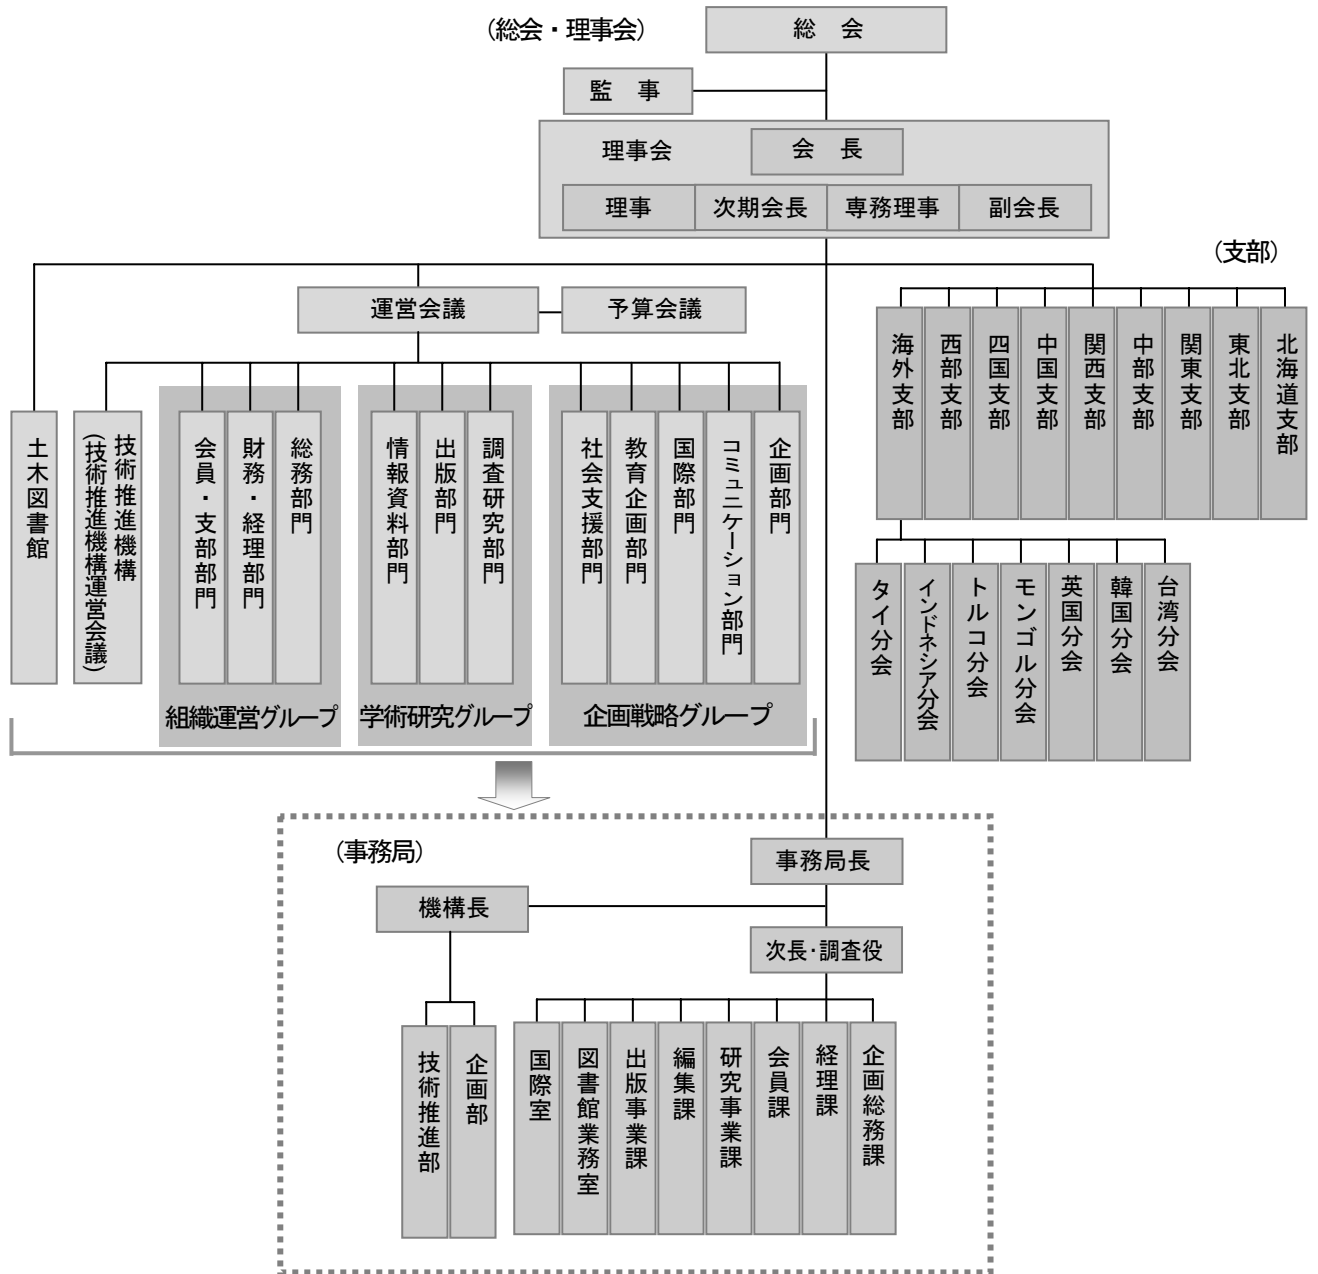 （総会・理事会）
総　会
監　事
理事会
会　長
理事
次期会長
専務理事
副会長
（支部）
運営会議
予算会議
海外支部
西部支部
四国支部
中国支部
関西支部
中部支部
関東支部
東北支部
北海道支部
土木図書館
技術推進機構
(技術推進機構運営会議)
会員・支部部門
財務・経理部門
総務部門
情報資料部門
出版部門
調査研究部門
社会支援部門
教育企画部門
国際部門
コミュニケーション部門
企画部門
組織運営グループ
学術研究グループ
企画戦略グループ
タイ分会
インドネシア分会
トルコ分会
モンゴル分会
英国分会
韓国分会
台湾分会
（事務局）
事務局長
機構長
次長･調査役
技術推進部
企画部
国際室
図書館業務室
出版事業課
編集課
研究事業課
会員課
経理課
企画総務課